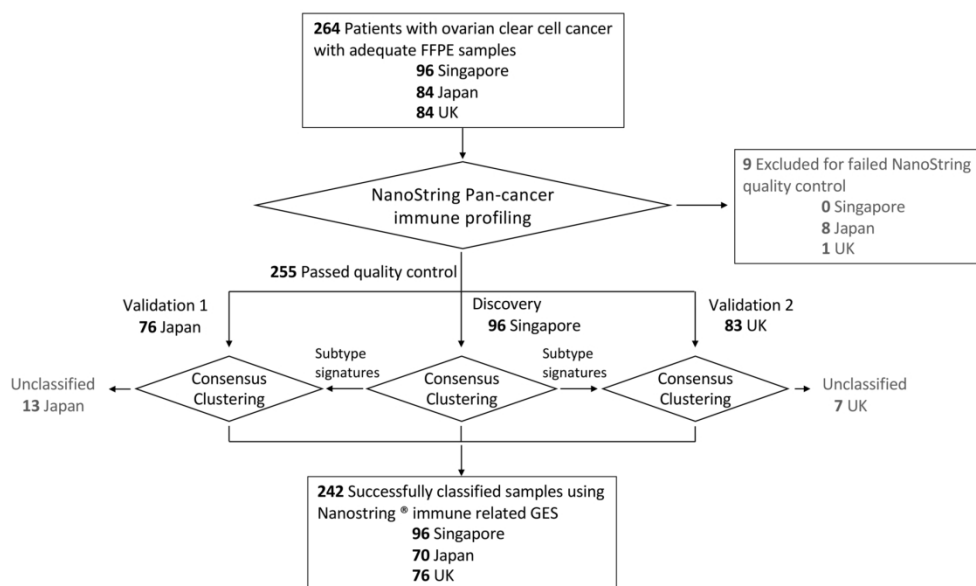 264 Patients with ovarian clear cell cancer
with adequate FFPE samples
96 Singapore
84 Japan
84 UK
NanoString Pan-cancer
immune profiling
9 Excluded for failed NanoString
quality control
0 Singapore
8 Japan
1 UK
255 Passed quality control
Validation 1
76 Japan
Discovery
96 Singapore
Validation 2
83 UK
Unclassified
13 Japan
Consensus
Clustering
Subtype
signatures
Consensus
Clustering
Subtype
signatures
Consensus
Clustering
Unclassified
7 UK
242 Successfully classified samples using
Nanostring ® immune related GES
96 Singapore
70 Japan
76 UK